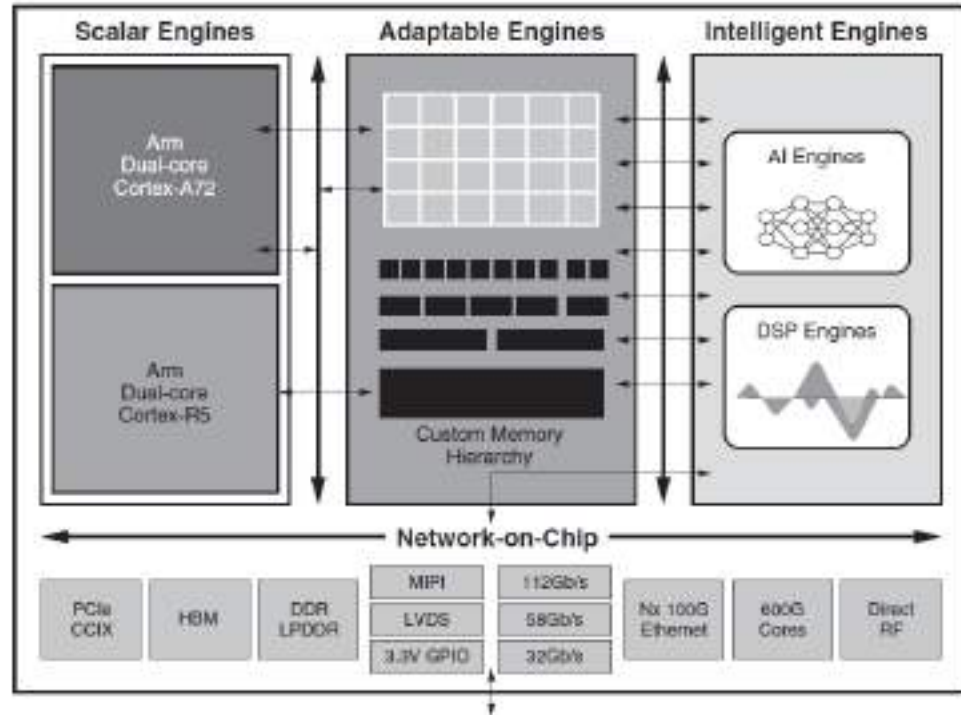 Scalar Engines
Adaptable Engines
Intelligent Engines
Arm
Dual-core
Cortex-A72
Arm
Dual-core
Cortex-R5
Custom Memory
Hierarchy
AI Engines
DSP Engines
Network-on-Chip
PCIe
CCIX
HBM
DDR
LPDDR
MIPI
LVDS
3.3V GPIO
112Gb/s
58Gb/s
32Gb/s
Nx 100G
Ethernet
600G
Cores
Direct
RF